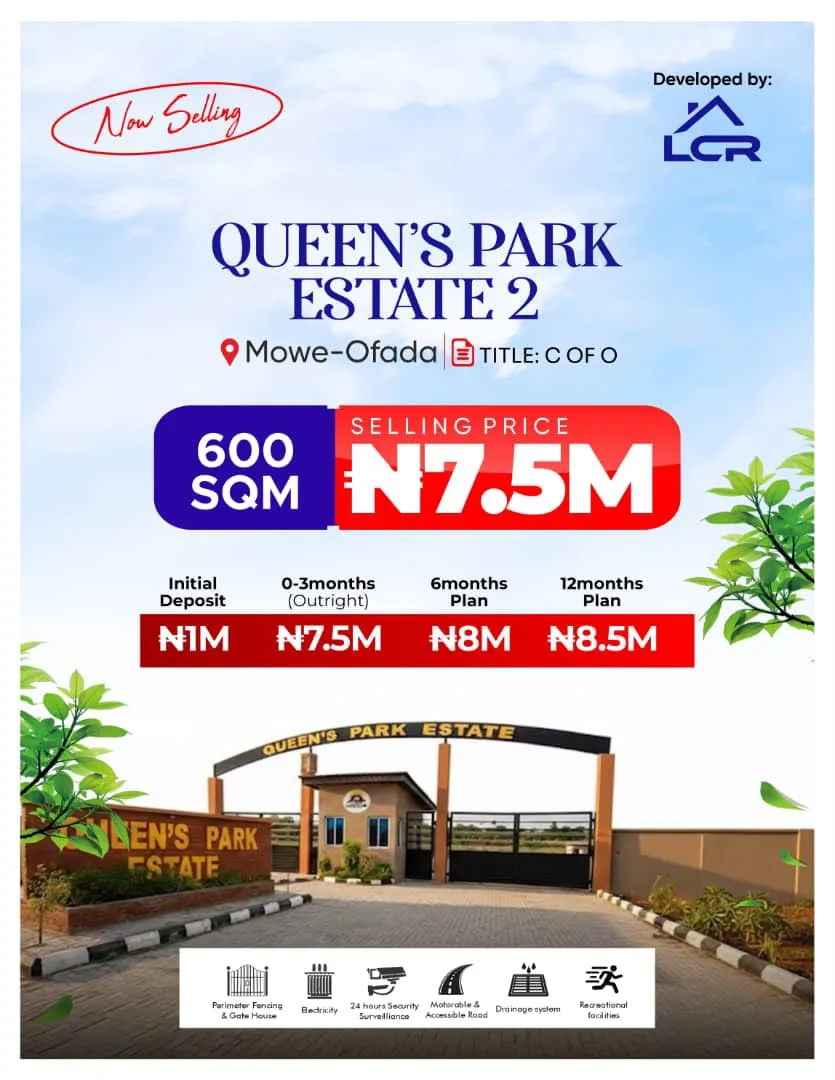 Now Selling
Developed by:
LCR
QUEEN'S PARK
ESTATE 2
Mowe-Ofada
TITLE: C OF O
600
SQM
SELLING PRICE
₦7.5M
Initial
Deposit
0-3months
(Outright)
6months
Plan
12months
Plan
₦1M
₦7.5M
₦8M
₦8.5M
QUEEN'S PARK ESTATE
QUEEN'S PARK
ESTATE
Perimeter Fencing
& Gate House
Electricity
24 hours Security
Surveilliance
Motorable &
Accessible Road
Drainage system
Recreational
facilities